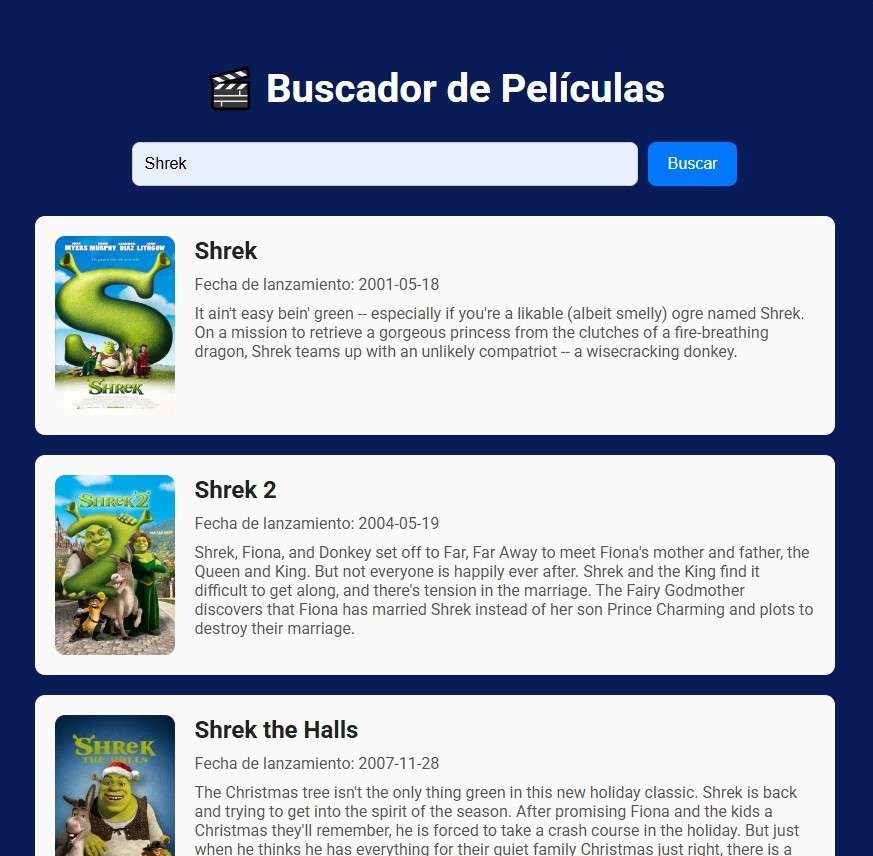 Buscador de Películas
Shrek
Buscar
MYERS MURPHY DIAZ LITHGOW
SHREK
Shrek
Fecha de lanzamiento: 2001-05-18
It ain't easy bein' green -- especially if you're a likable (albeit smelly) ogre named Shrek.
On a mission to retrieve a gorgeous princess from the clutches of a fire-breathing
dragon, Shrek teams up with an unlikely compatriot -- a wisecracking donkey.
SHREK 2
Shrek 2
Fecha de lanzamiento: 2004-05-19
Shrek, Fiona, and Donkey set off to Far, Far Away to meet Fiona's mother and father, the
Queen and King. But not everyone is happily ever after. Shrek and the King find it
difficult to get along, and there's tension in the marriage. The Fairy Godmother
discovers that Fiona has married Shrek instead of her son Prince Charming and plots to
destroy their marriage.
SHREK
THE HALLS
Shrek the Halls
Fecha de lanzamiento: 2007-11-28
The Christmas tree isn't the only thing green in this new holiday classic. Shrek is back
and trying to get into the spirit of the season. After promising Fiona and the kids a
Christmas they'll remember, he is forced to take a crash course in the holiday. But just
when he thinks he has everything for their quiet family Christmas just right, there is a